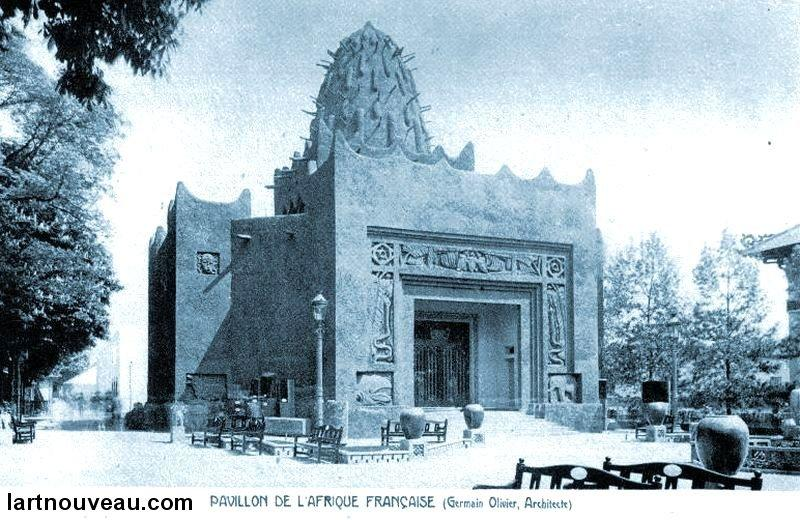 lartnouveau.com
PAVILLON DE L'AFRIQUE FRANÇAISE (Germain Olivier, Architecte)